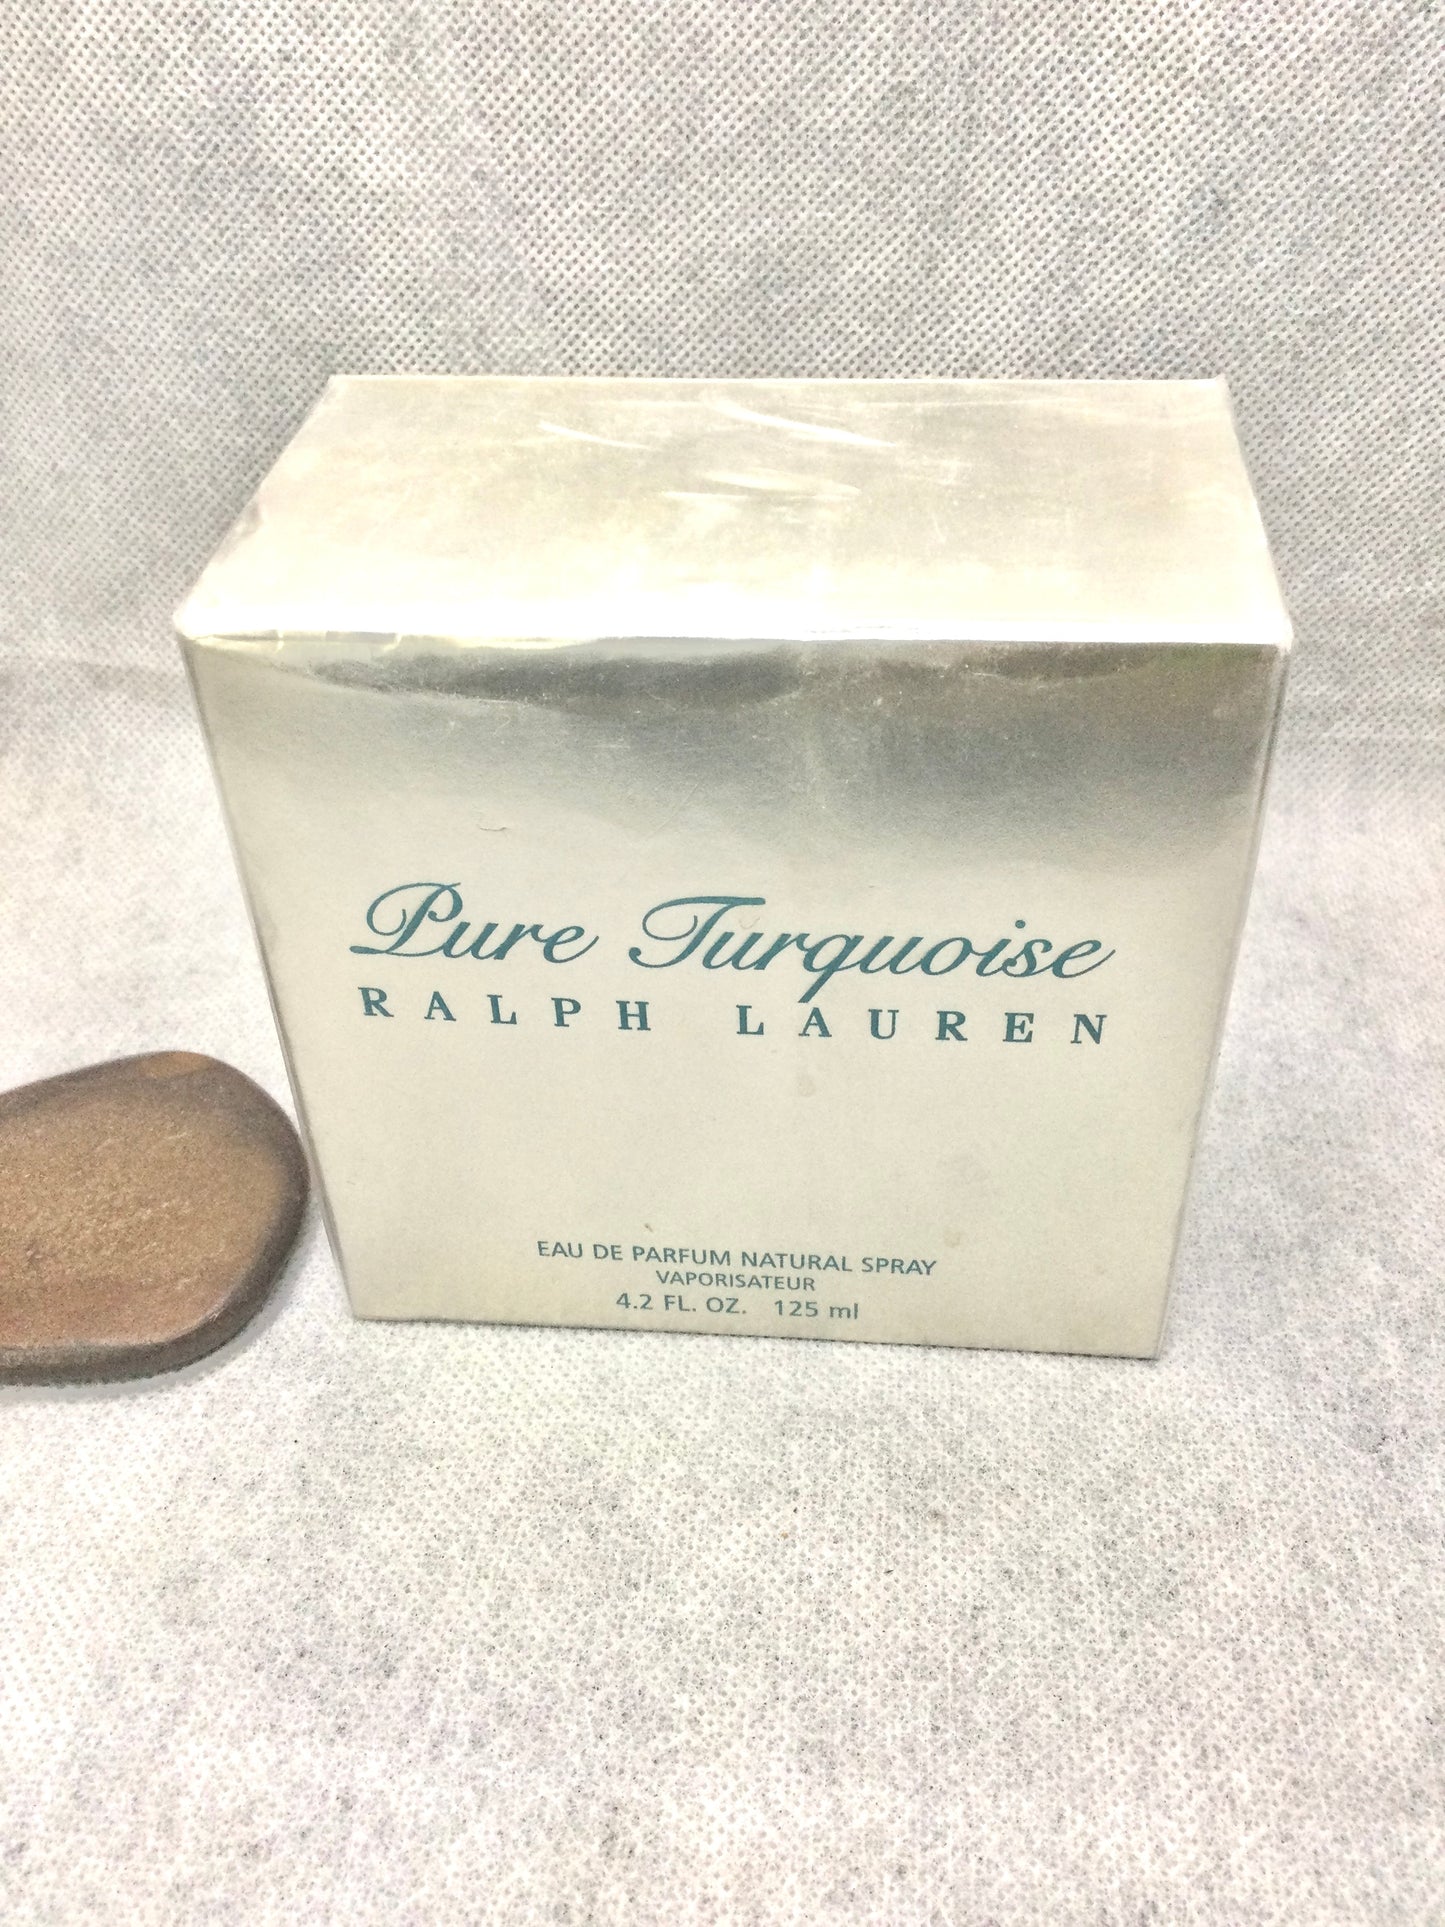 Pure Turquoise
RALPH LAUREN
EAU DE PARFUM NATURAL SPRAY
VAPORISATEUR
4.2 FL. OZ. 125 ml